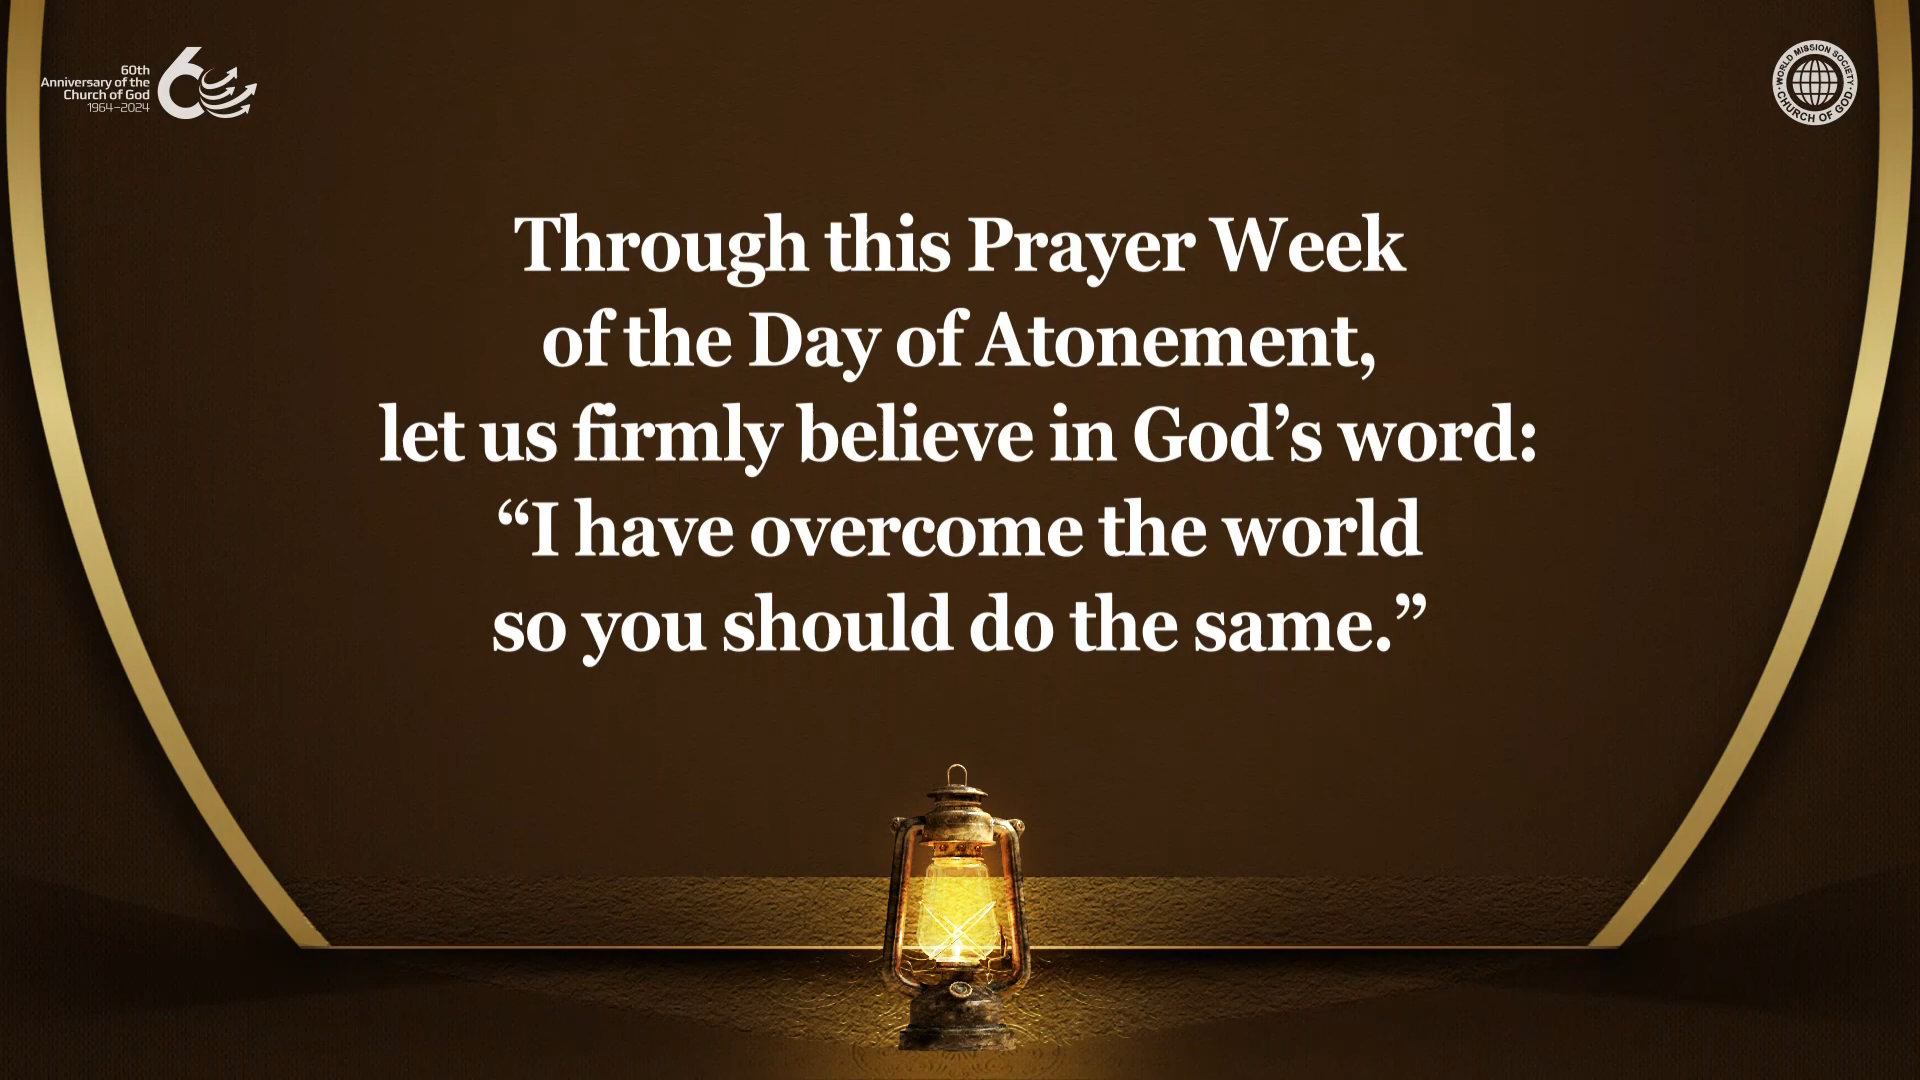 60th
Anniversary of the
Church of God
1964–2024
60
WORLD MISSION SOCIETY
CHURCH OF GOD
Through this Prayer Week
of the Day of Atonement,
let us firmly believe in God’s word:
“I have overcome the world
so you should do the same.”